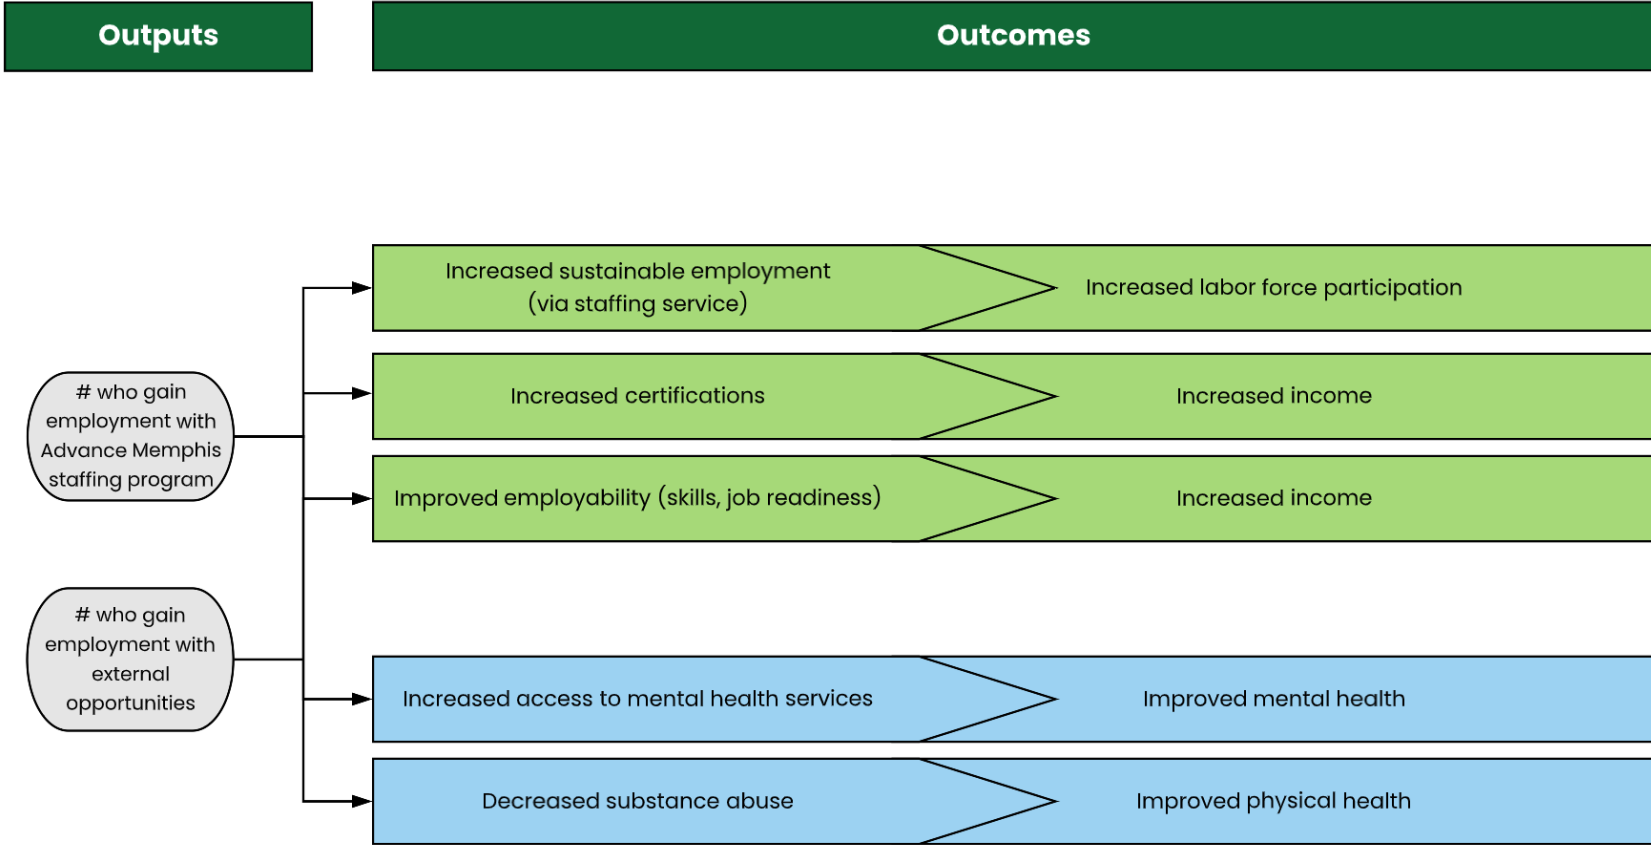 Outputs
Outcomes
Increased sustainable employment
(via staffing service)
Increased labor force participation
# who gain
employment with
Advance Memphis
staffing program
Increased certifications
Increased income
Improved employability (skills, job readiness)
Increased income
# who gain
employment with
external
opportunities
Increased access to mental health services
Improved mental health
Decreased substance abuse
Improved physical health